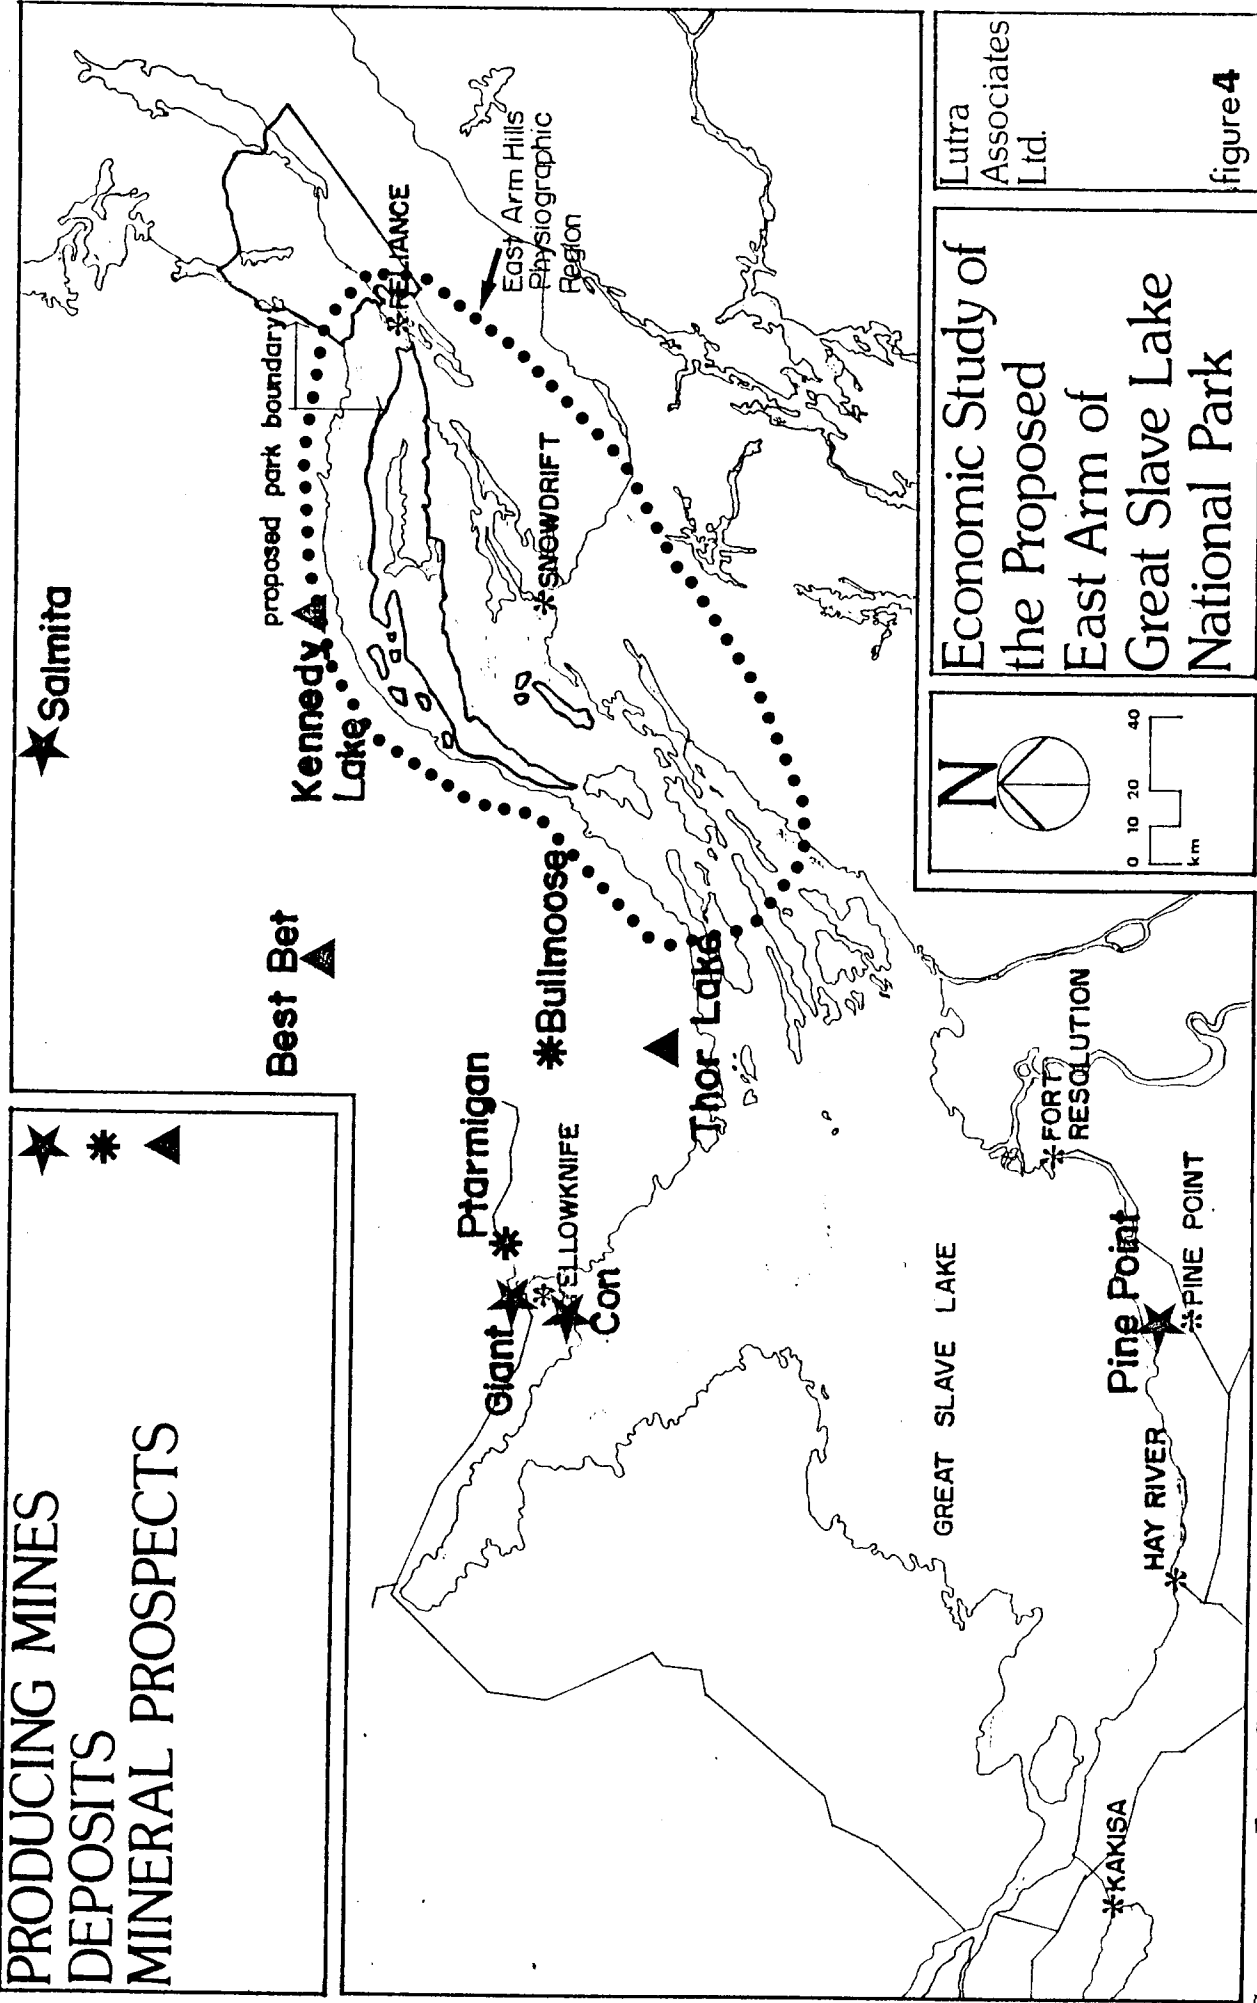 PRODUCING MINES
DEPOSITS
MINERAL PROSPECTS
Salmita
proposed park boundary
Kennedy
Lake
Best Bet
RELIANCE
East Arm Hills
Physiographic
Region
SNOWDRIFT
Bullmoose
Ptarmigan
Thor Lake
Giant
ELLOWKNIFE
Con
GREAT SLAVE LAKE
FORT
RESOLUTION
Pine Point
PINE POINT
HAY RIVER
KAKISA
N
0 10 20 40
km
Economic Study of
the Proposed
East Arm of
Great Slave Lake
National Park
Lutra
Associates
Ltd.
figure 4